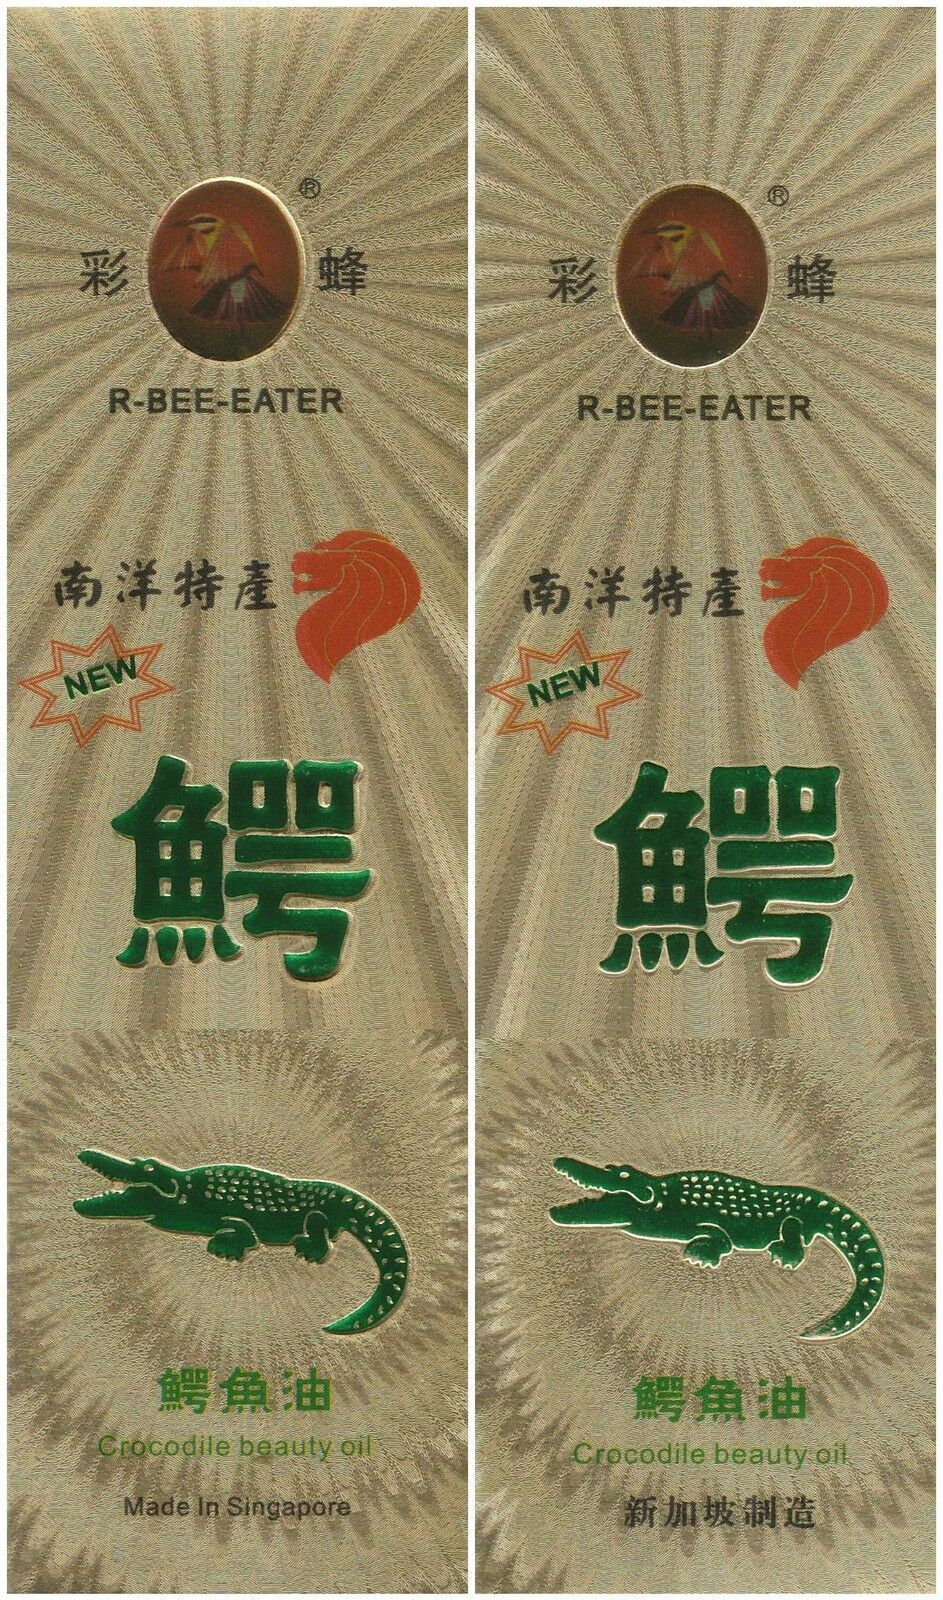 ®
彩 蜂
R-BEE-EATER
南洋特產
NEW
鱷
鱷魚油
Crocodile beauty oil
Made In Singapore
®
彩 蜂
R-BEE-EATER
南洋特產
NEW
鱷
鱷魚油
Crocodile beauty oil
新加坡制造